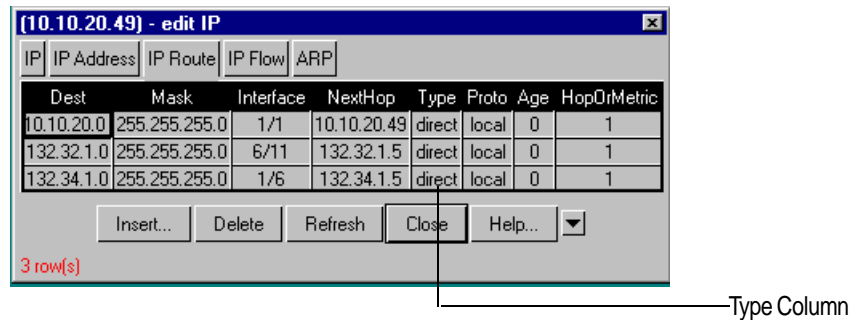 (10.10.20.49) - edit IP
IP IP Address IP Route IP Flow ARP
Dest Mask Interface NextHop Type Proto Age HopOrMetric
10.10.20.0 255.255.255.0 1/1 10.10.20.49 direct local 0 1
132.32.1.0 255.255.255.0 6/11 132.32.1.5 direct local 0 1
132.34.1.0 255.255.255.0 1/6 132.34.1.5 direct local 0 1
Insert... Delete Refresh Close Help...
3 row(s)
Type Column